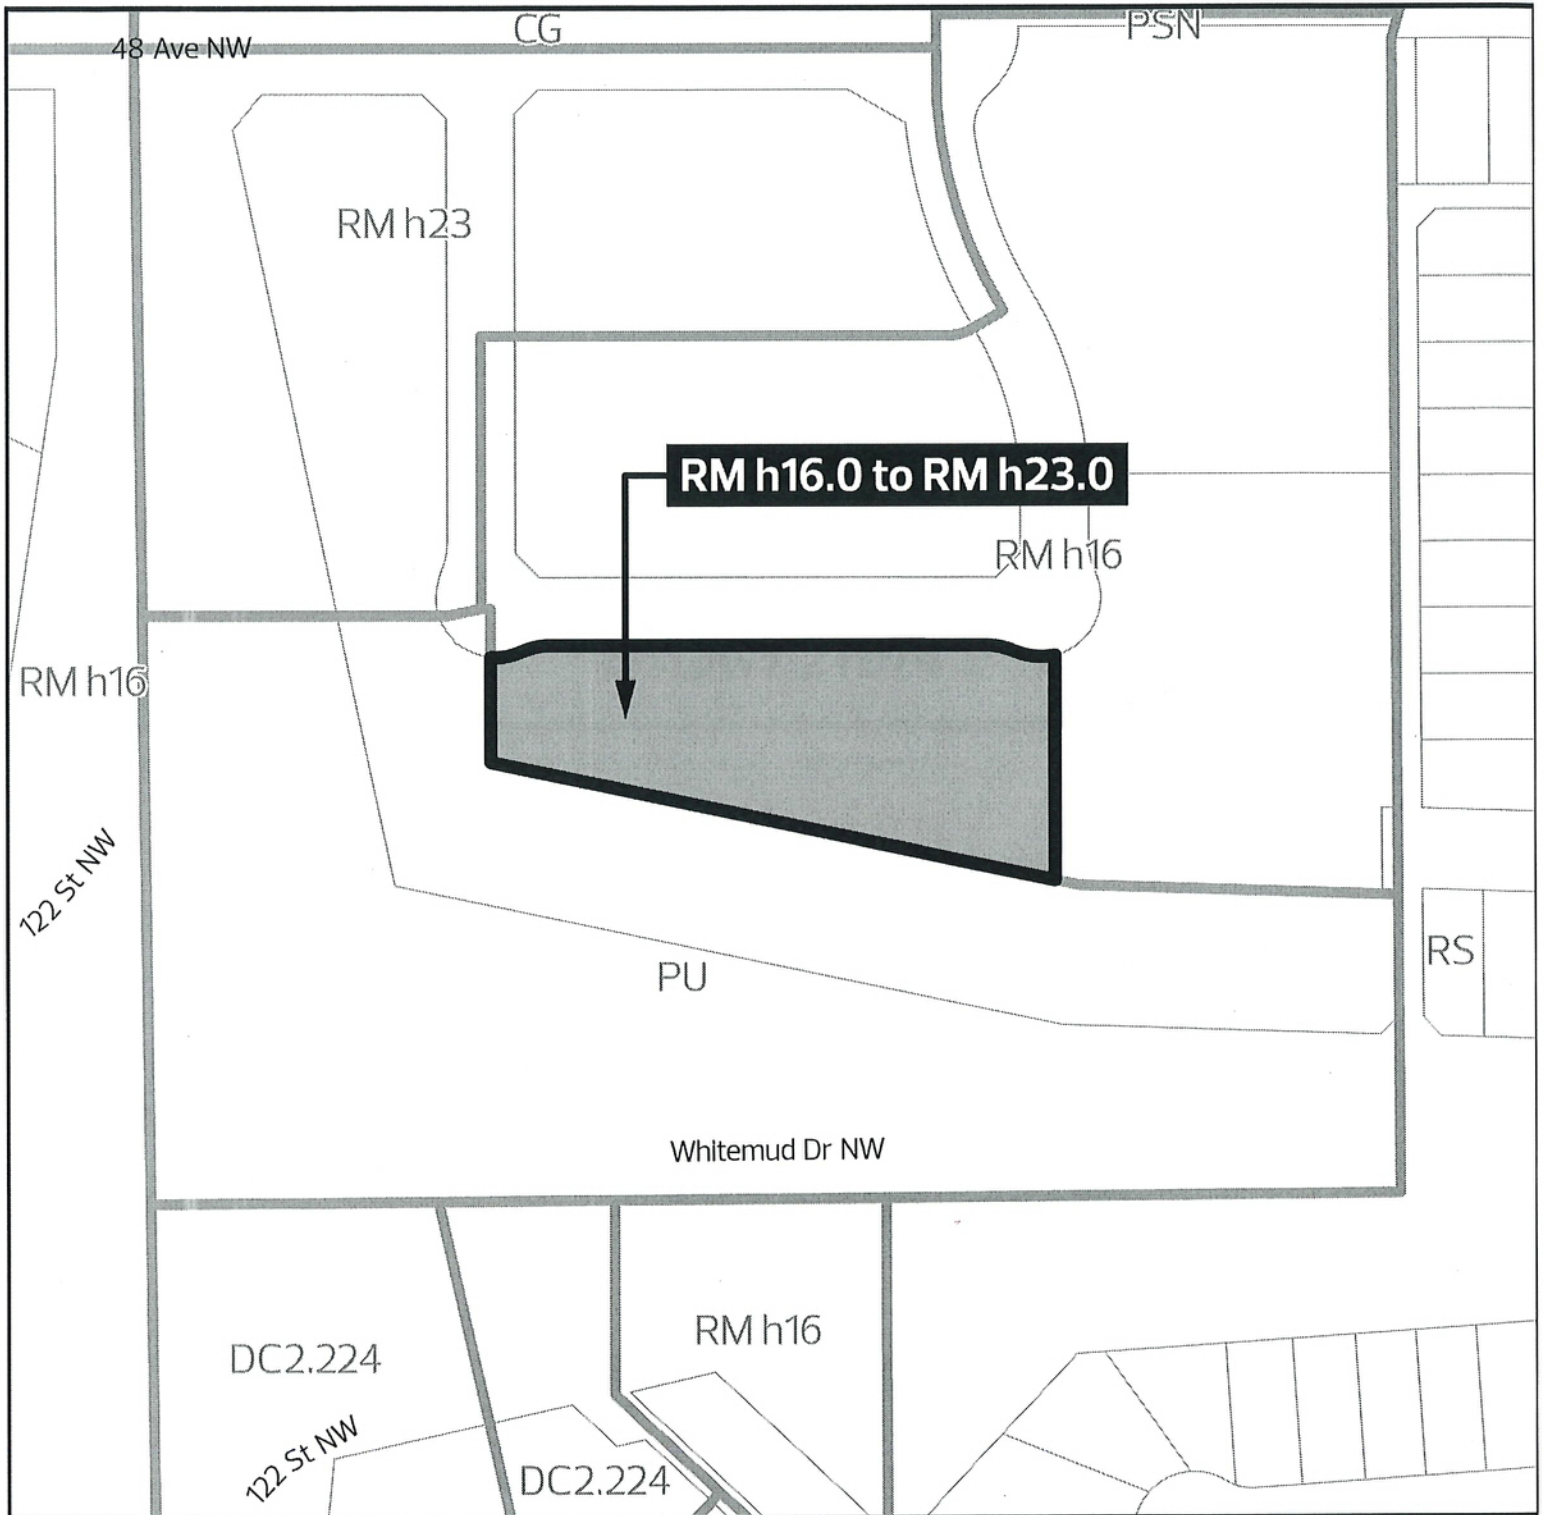 CG
PSN
48 Ave NW
RM h23
RM h16.0 to RM h23.0
RM h16
RM h16
122 St NW
RS
PU
Whitemud Dr NW
RM h16
DC2.224
122 St NW
DC2.224